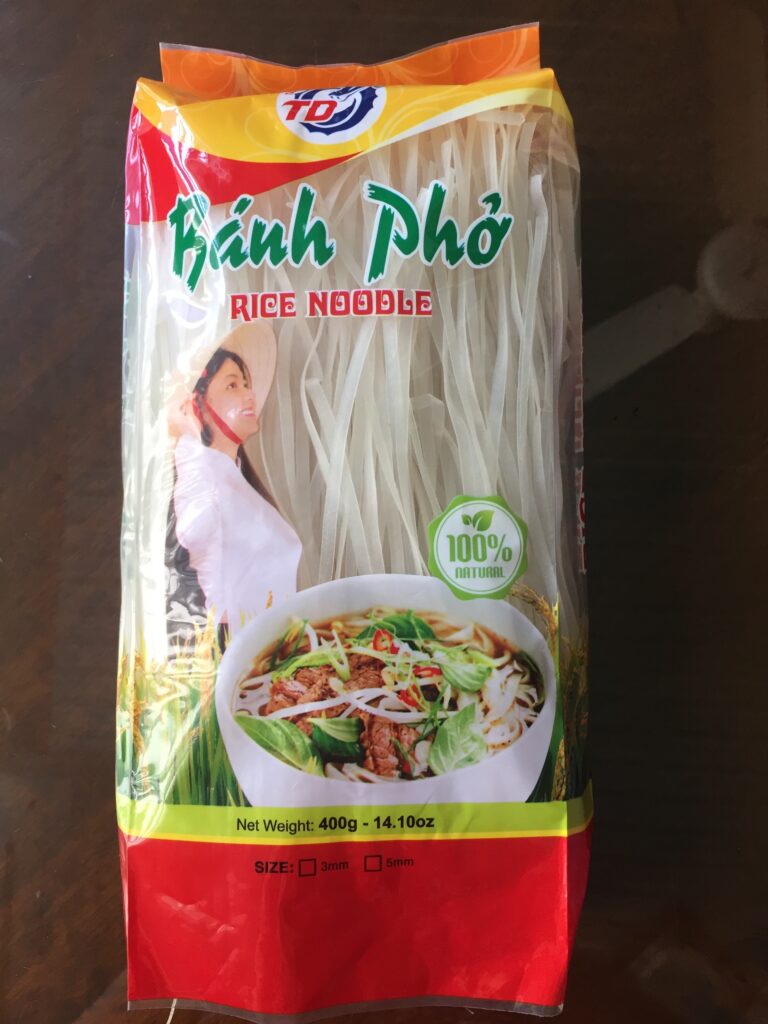 TD
Bánh Phở
RICE NOODLE
100%
NATURAL
Net Weight: 400g - 14.10oz
SIZE: 3mm 5mm